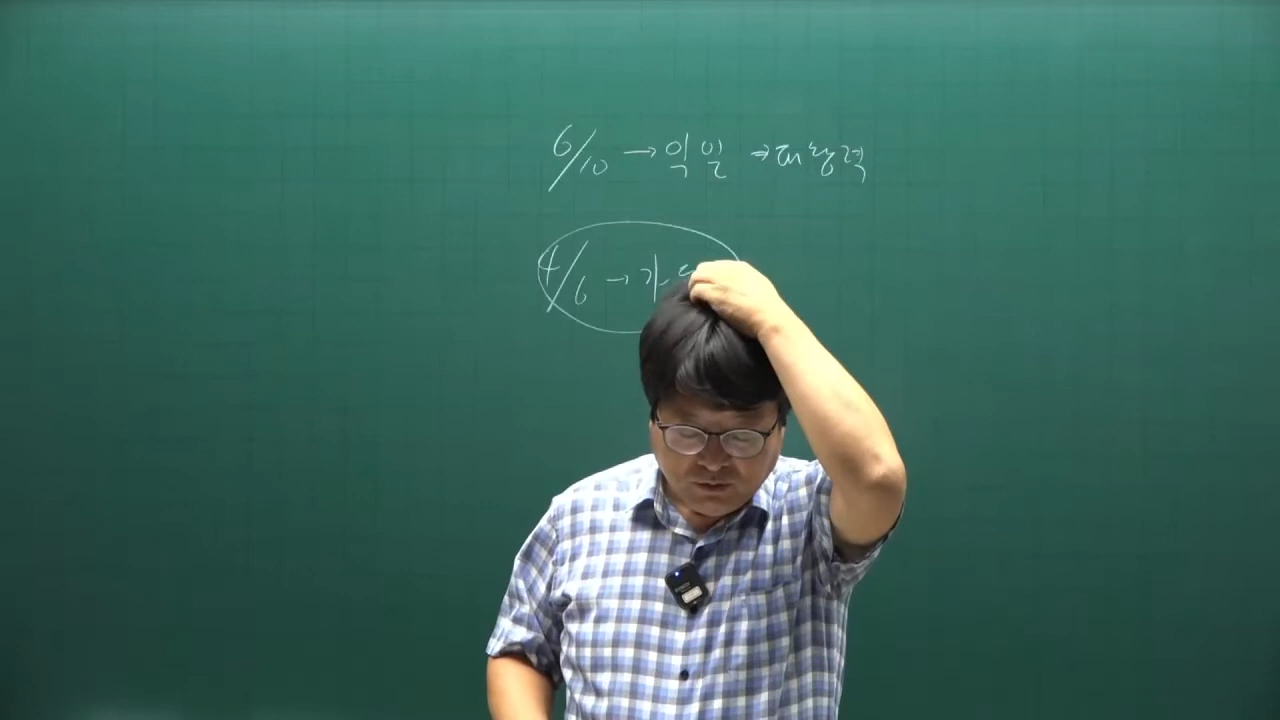 6/10 → 익일 ⇒ 대항력
4/6 → 가